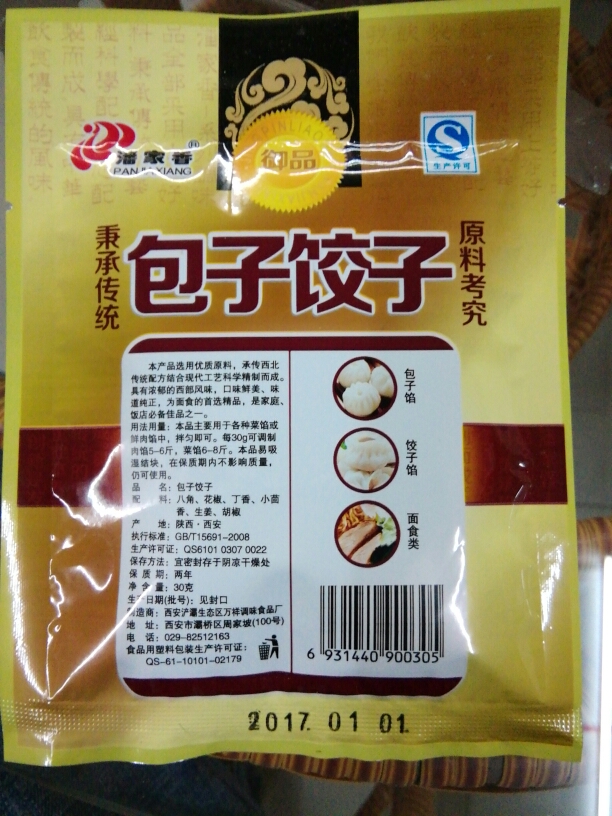 潘家香®
PANJIAXIANG
PINLIAO
御品
生产许可
秉承传统
包子饺子
原料考究
本产品选用优质原料，承传西北
传统配方结合现代工艺科学精制而成。
具有浓郁的西部风味，口味鲜美、味
道纯正，为面食的首选精品，是家庭、
饭店必备佳品之一。
用法用量：本品主要用于各种菜馅或
鲜肉馅中，拌匀即可。每30g可调制
肉馅5-6斤，菜馅6-8斤。本品易吸
湿结块，在保质期内不影响质量，
仍可使用。
品 名：包子饺子
配 料：八角、花椒、丁香、小茴
香、生姜、胡椒
产 地：陕西·西安
执行标准：GB/T15691-2008
生产许可证：QS6101 0307 0022
保存方法：宜密封存于阴凉干燥处
保 质 期：两年
净 含 量：30克
生产日期(批号)：见封口
制造商：西安浐灞生态区万祥调味食品厂
地 址：西安市灞桥区周家坡(100号)
电 话：029-82512163
食品用塑料包装生产许可证：
QS-61-10101-02179
包子馅
饺子馅
面食类
6 931440 900305
2017. 01 01.